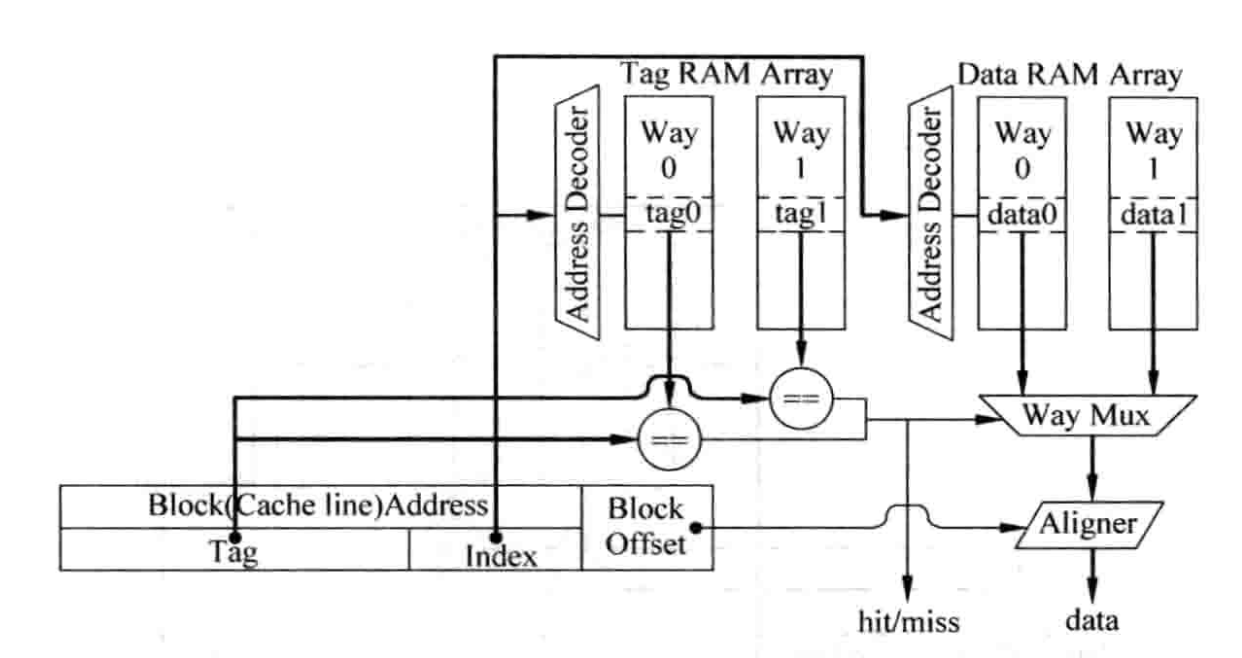 Tag RAM Array
Data RAM Array
Address Decoder
Way
0
tag0
Way
1
tag1
Address Decoder
Way
0
data0
Way
1
data1
==
==
Way Mux
Block(Cache line)Address
Tag
Index
Block
Offset
Aligner
hit/miss
data